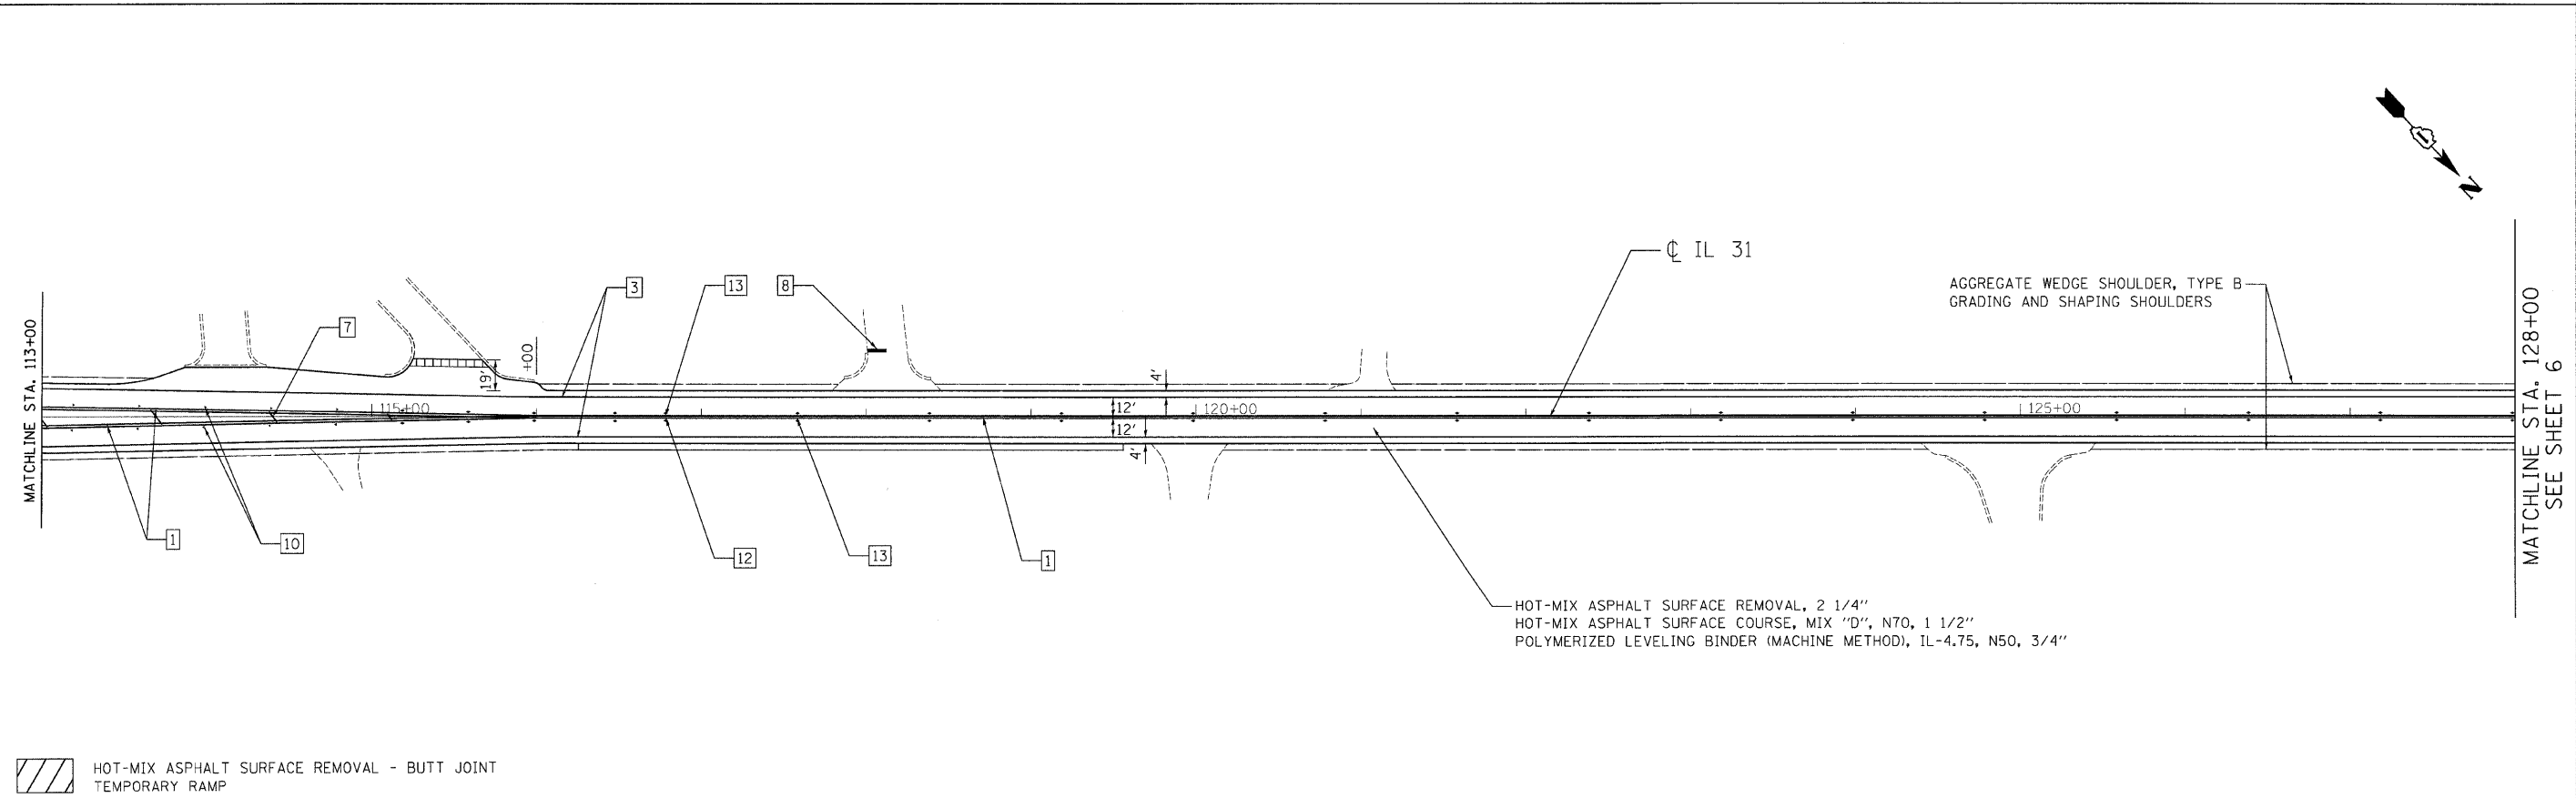 N
℄ IL 31
AGGREGATE WEDGE SHOULDER, TYPE B
GRADING AND SHAPING SHOULDERS
3
13
8
7
+00
19'
4'
MATCHLINE STA. 113+00
115+00
12'
120+00
125+00
12'
4'
MATCHLINE STA. 128+00
SEE SHEET 6
1
10
12
13
1
HOT-MIX ASPHALT SURFACE REMOVAL, 2 1/4"
HOT-MIX ASPHALT SURFACE COURSE, MIX "D", N70, 1 1/2"
POLYMERIZED LEVELING BINDER (MACHINE METHOD), IL-4.75, N50, 3/4"
HOT-MIX ASPHALT SURFACE REMOVAL - BUTT JOINT
TEMPORARY RAMP